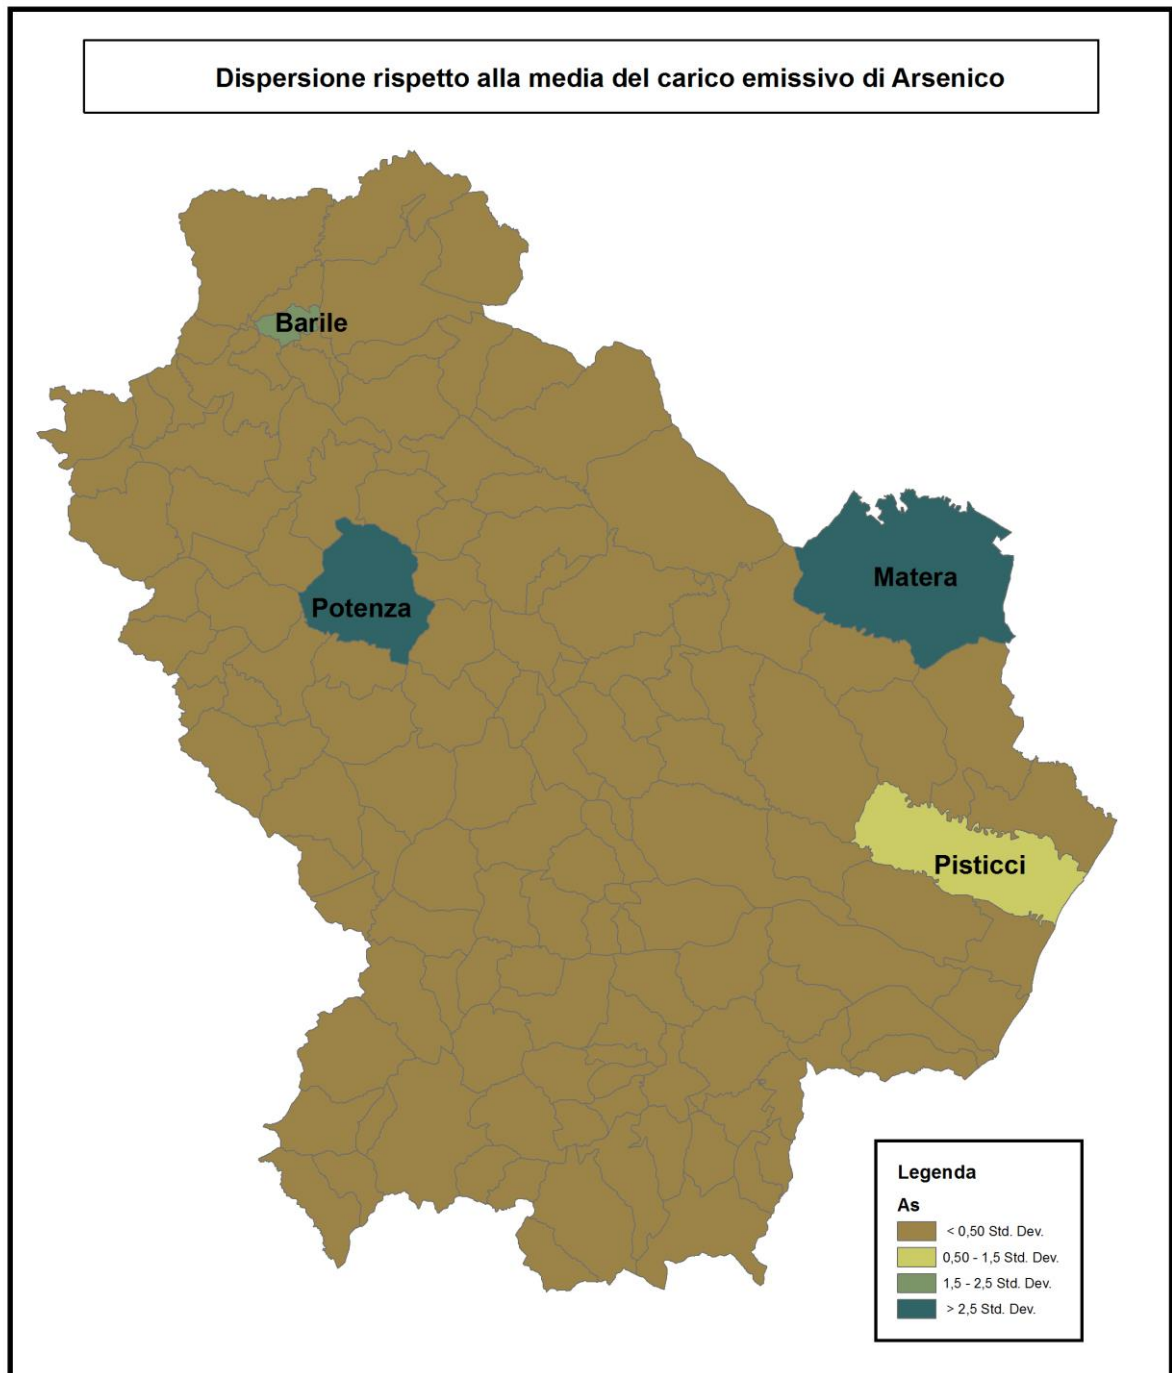 Dispersione rispetto alla media del carico emissivo di Arsenico
Barile
Matera
Potenza
Pisticci
Legenda
As
< 0,50 Std. Dev.
0,50 - 1,5 Std. Dev.
1,5 - 2,5 Std. Dev.
> 2,5 Std. Dev.